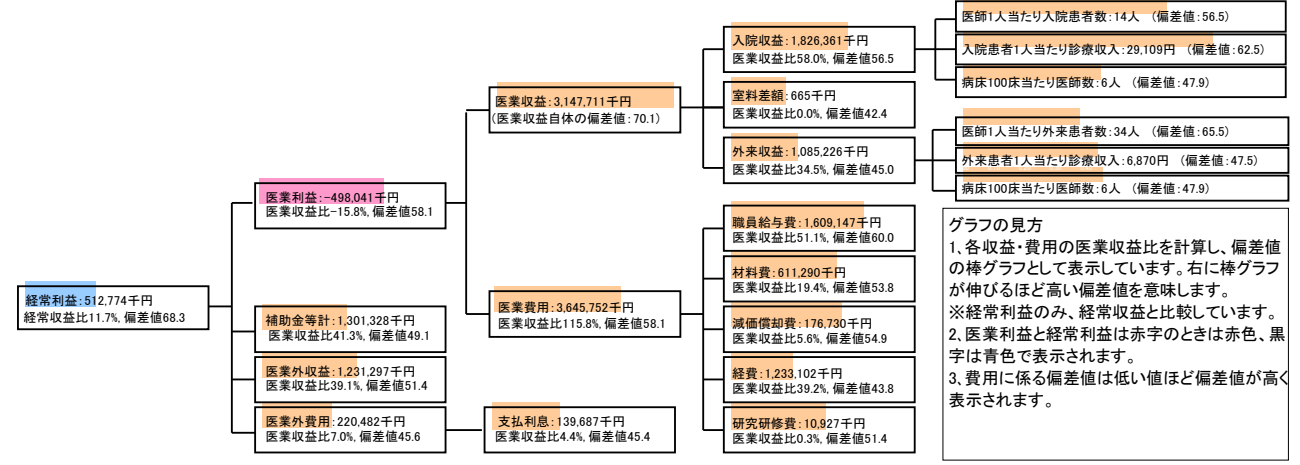 医師1人当たり入院患者数:14人 (偏差値:56.5)
入院収益:1,826,361千円
医業収益比58.0%, 偏差値56.5
入院患者1人当たり診療収入:29,109円 (偏差値:62.5)
病床100床当たり医師数:6人 (偏差値:47.9)
医業収益:3,147,711千円
(医業収益自体の偏差値:70.1)
室料差額:665千円
医業収益比0.0%, 偏差値42.4
医師1人当たり外来患者数:34人 (偏差値:65.5)
外来収益:1,085,226千円
医業収益比34.5%, 偏差値45.0
外来患者1人当たり診療収入:6,870円 (偏差値:47.5)
病床100床当たり医師数:6人 (偏差値:47.9)
医業利益:-498,041千円
医業収益比-15.8%, 偏差値58.1
職員給与費:1,609,147千円
医業収益比51.1%, 偏差値60.0
材料費:611,290千円
医業収益比19.4%, 偏差値53.8
経常利益:512,774千円
経常収益比11.7%, 偏差値68.3
補助金等計:1,301,328千円
医業収益比41.3%, 偏差値49.1
医業費用:3,645,752千円
医業収益比115.8%, 偏差値58.1
減価償却費:176,730千円
医業収益比5.6%, 偏差値54.9
医業外収益:1,231,297千円
医業収益比39.1%, 偏差値51.4
経費:1,233,102千円
医業収益比39.2%, 偏差値43.8
医業外費用:220,482千円
医業収益比7.0%, 偏差値45.6
支払利息:139,687千円
医業収益比4.4%, 偏差値45.4
研究研修費:10,927千円
医業収益比0.3%, 偏差値51.4
グラフの見方
1、各収益・費用の医業収益比を計算し、偏差値
の棒グラフとして表示しています。右に棒グラフ
が伸びるほど高い偏差値を意味します。
※経常利益のみ、経常収益と比較しています。
2、医業利益と経常利益は赤字のときは赤色、黒
字は青色で表示されます。
3、費用に係る偏差値は低い値ほど偏差値が高く
表示されます。